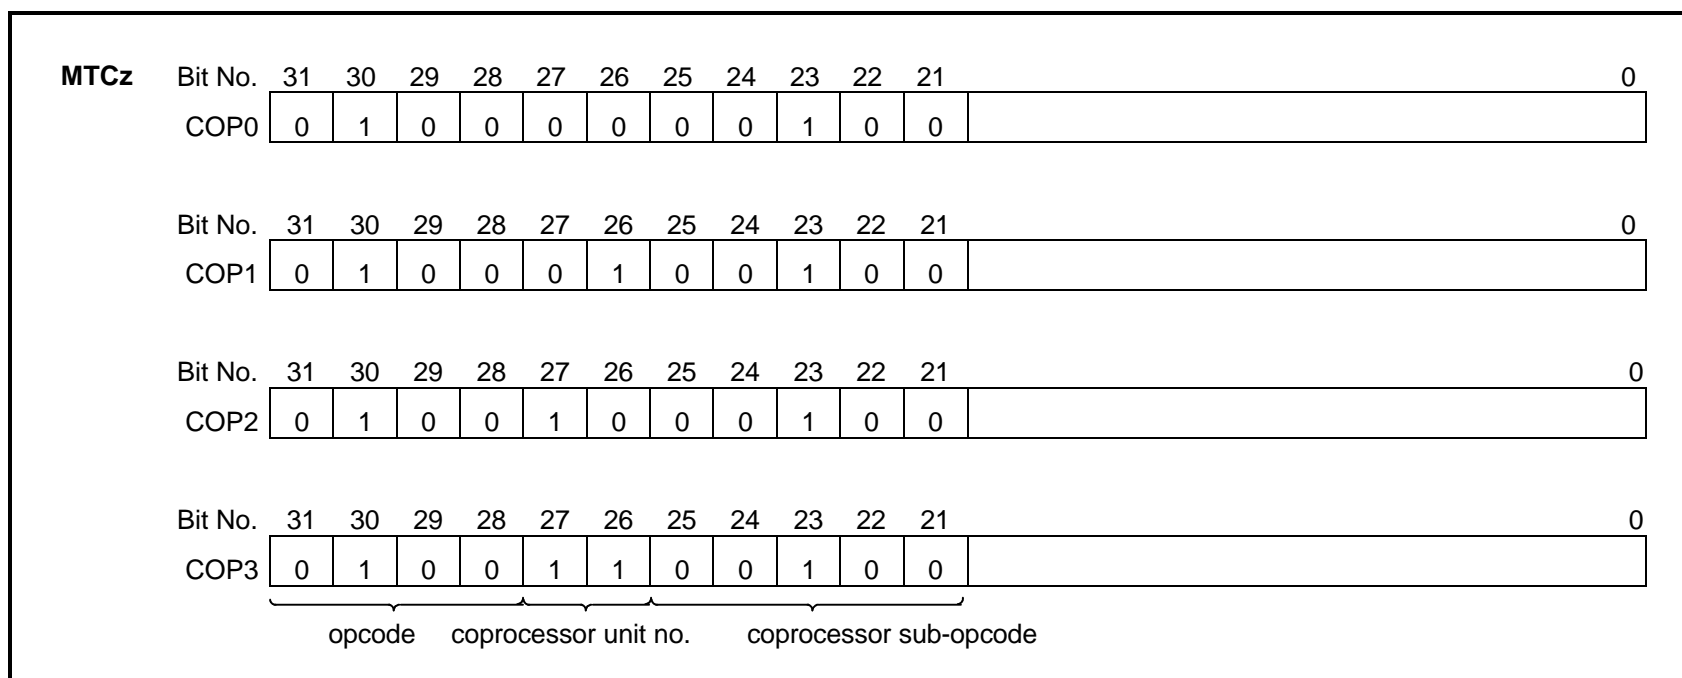 MTCz Bit No. 31 30 29 28 27 26 25 24 23 22 21 0
COP0 0 1 0 0 0 0 0 0 1 0 0
Bit No. 31 30 29 28 27 26 25 24 23 22 21 0
COP1 0 1 0 0 0 1 0 0 1 0 0
Bit No. 31 30 29 28 27 26 25 24 23 22 21 0
COP2 0 1 0 0 1 0 0 0 1 0 0
Bit No. 31 30 29 28 27 26 25 24 23 22 21 0
COP3 0 1 0 0 1 1 0 0 1 0 0
opcode coprocessor unit no. coprocessor sub-opcode